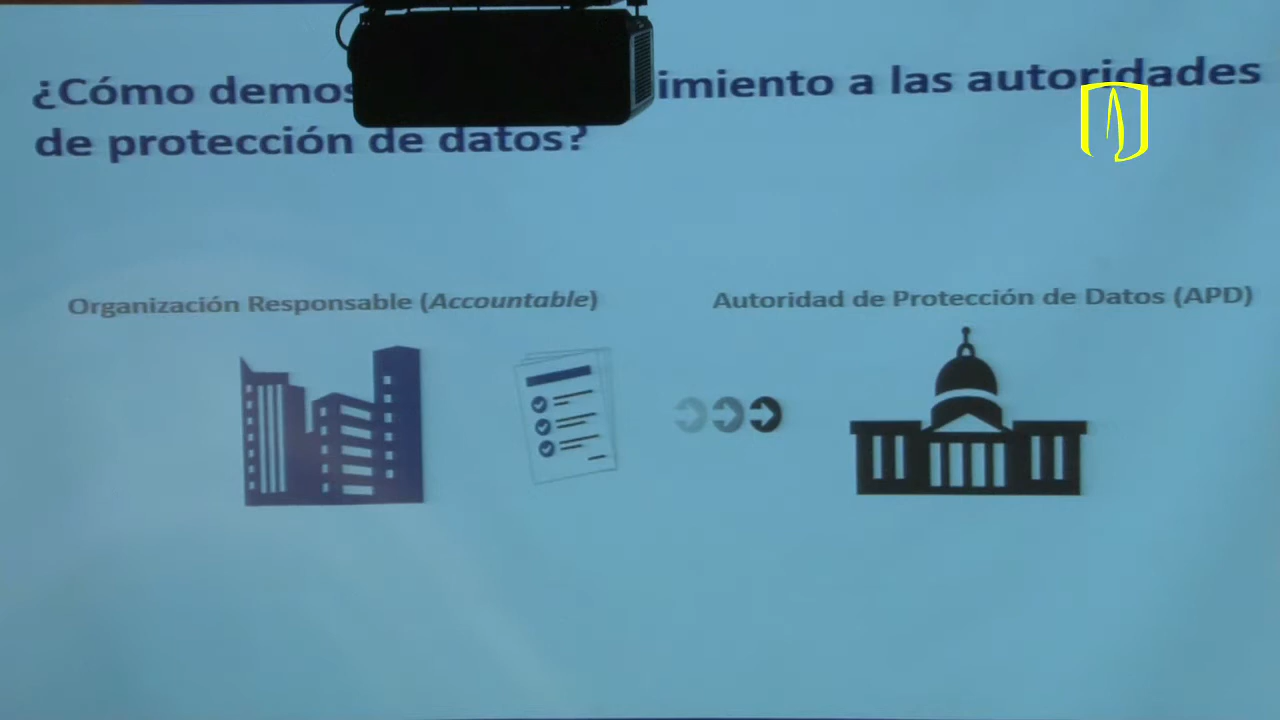 ¿Cómo demos imiento a las autoridades
de protección de datos?
Organización Responsable (Accountable)
Autoridad de Protección de Datos (APD)